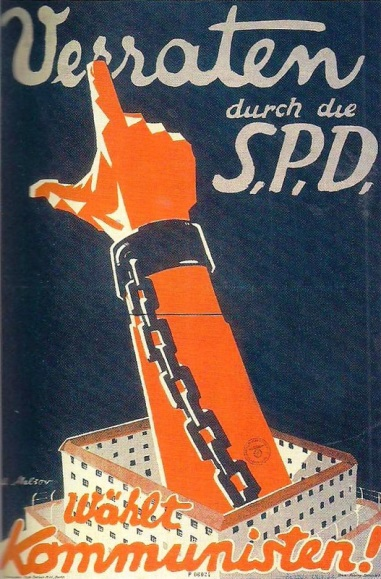 Verraten
durch die
S.P.D.
Wählt
Kommunisten!